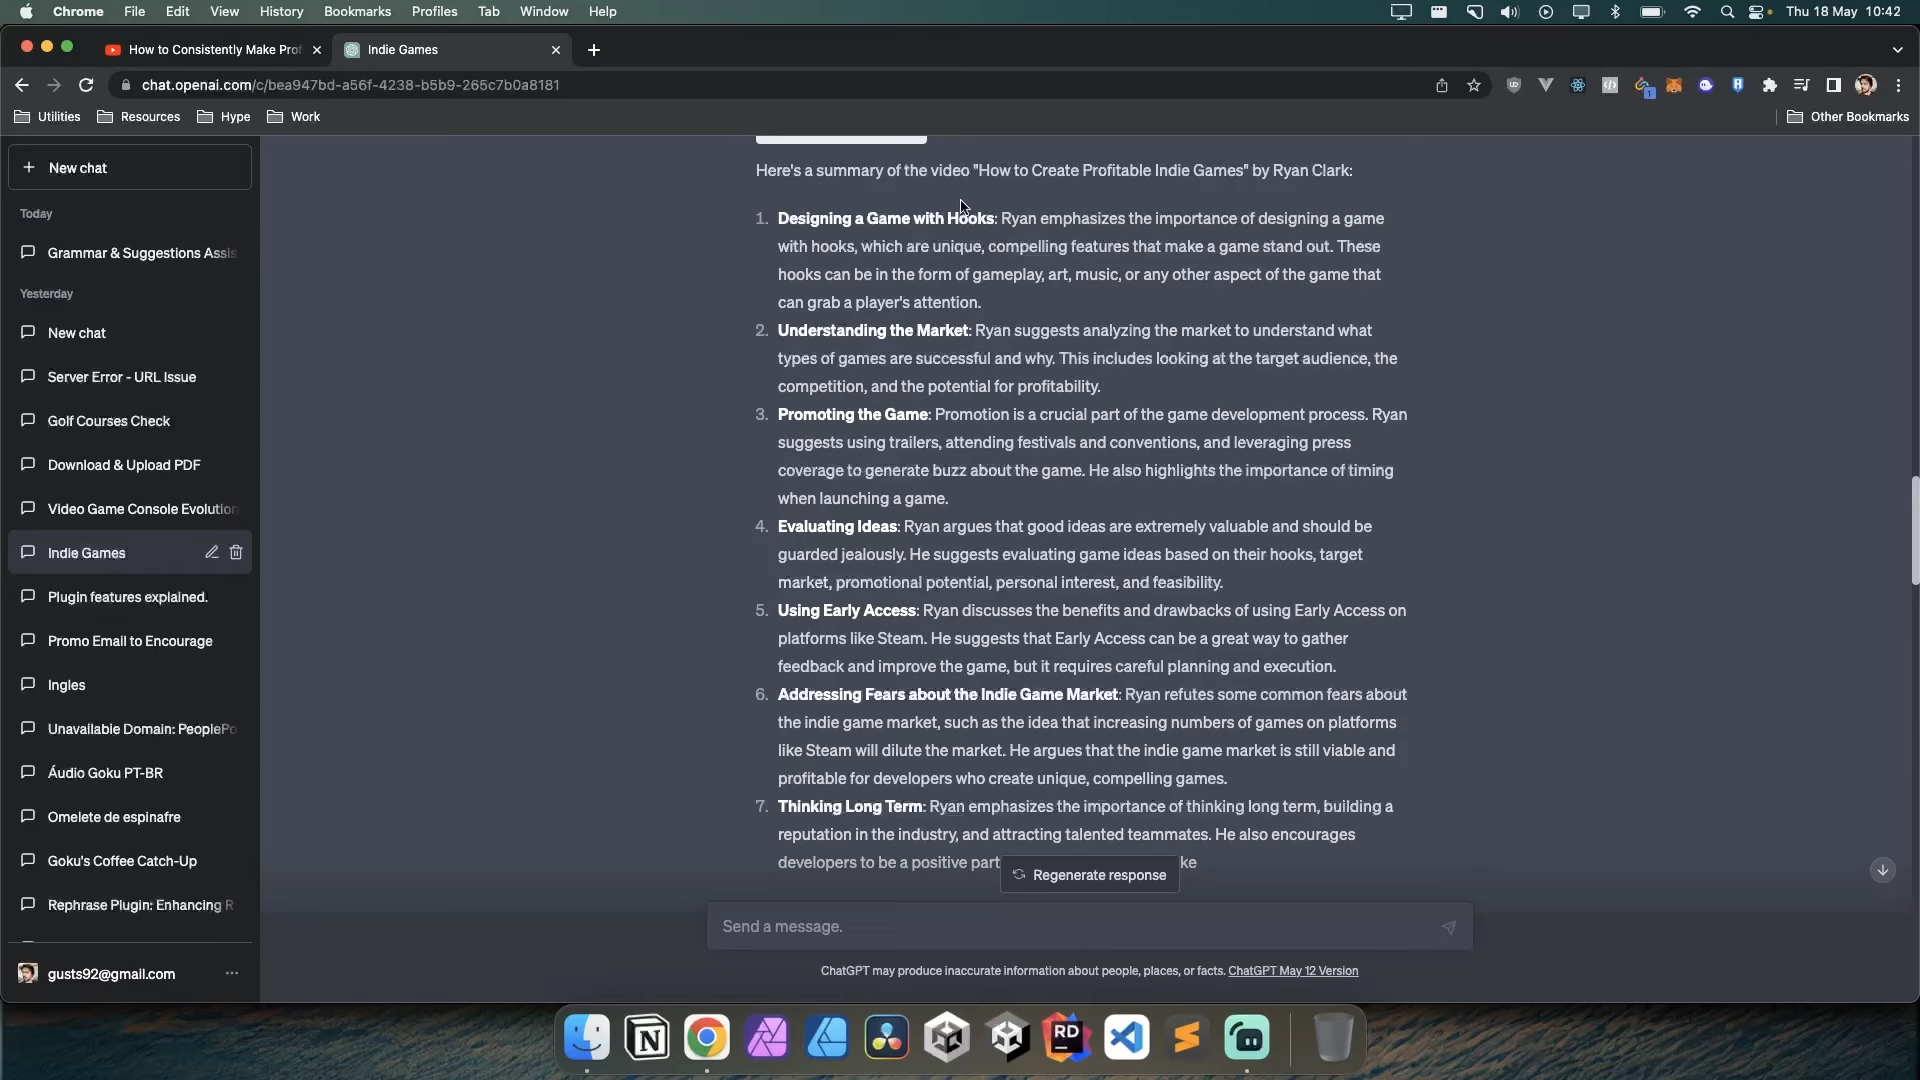 Chrome File Edit View History Bookmarks Profiles Tab Window Help Thu 18 May 10:42
How to Consistently Make Prof
Indie Games
chat.openai.com/c/bea947bd-a56f-4238-b5b9-265c7b0a8181
1
Utilities Resources Hype Work Other Bookmarks
New chat
Today
Grammar & Suggestions Assis
Yesterday
New chat
Server Error - URL Issue
Golf Courses Check
Download & Upload PDF
Video Game Console Evolution
Indie Games
Plugin features explained.
Promo Email to Encourage
Ingles
Unavailable Domain: PeoplePo
Áudio Goku PT-BR
Omelete de espinafre
Goku's Coffee Catch-Up
Rephrase Plugin: Enhancing R
gusts92@gmail.com
Here's a summary of the video "How to Create Profitable Indie Games" by Ryan Clark:
1. Designing a Game with Hooks: Ryan emphasizes the importance of designing a game
with hooks, which are unique, compelling features that make a game stand out. These
hooks can be in the form of gameplay, art, music, or any other aspect of the game that
can grab a player's attention.
2. Understanding the Market: Ryan suggests analyzing the market to understand what
types of games are successful and why. This includes looking at the target audience, the
competition, and the potential for profitability.
3. Promoting the Game: Promotion is a crucial part of the game development process. Ryan
suggests using trailers, attending festivals and conventions, and leveraging press
coverage to generate buzz about the game. He also highlights the importance of timing
when launching a game.
4. Evaluating Ideas: Ryan argues that good ideas are extremely valuable and should be
guarded jealously. He suggests evaluating game ideas based on their hooks, target
market, promotional potential, personal interest, and feasibility.
5. Using Early Access: Ryan discusses the benefits and drawbacks of using Early Access on
platforms like Steam. He suggests that Early Access can be a great way to gather
feedback and improve the game, but it requires careful planning and execution.
6. Addressing Fears about the Indie Game Market: Ryan refutes some common fears about
the indie game market, such as the idea that increasing numbers of games on platforms
like Steam will dilute the market. He argues that the indie game market is still viable and
profitable for developers who create unique, compelling games.
7. Thinking Long Term: Ryan emphasizes the importance of thinking long term, building a
reputation in the industry, and attracting talented teammates. He also encourages
developers to be a positive part ke
Regenerate response
Send a message.
ChatGPT may produce inaccurate information about people, places, or facts. ChatGPT May 12 Version
RD